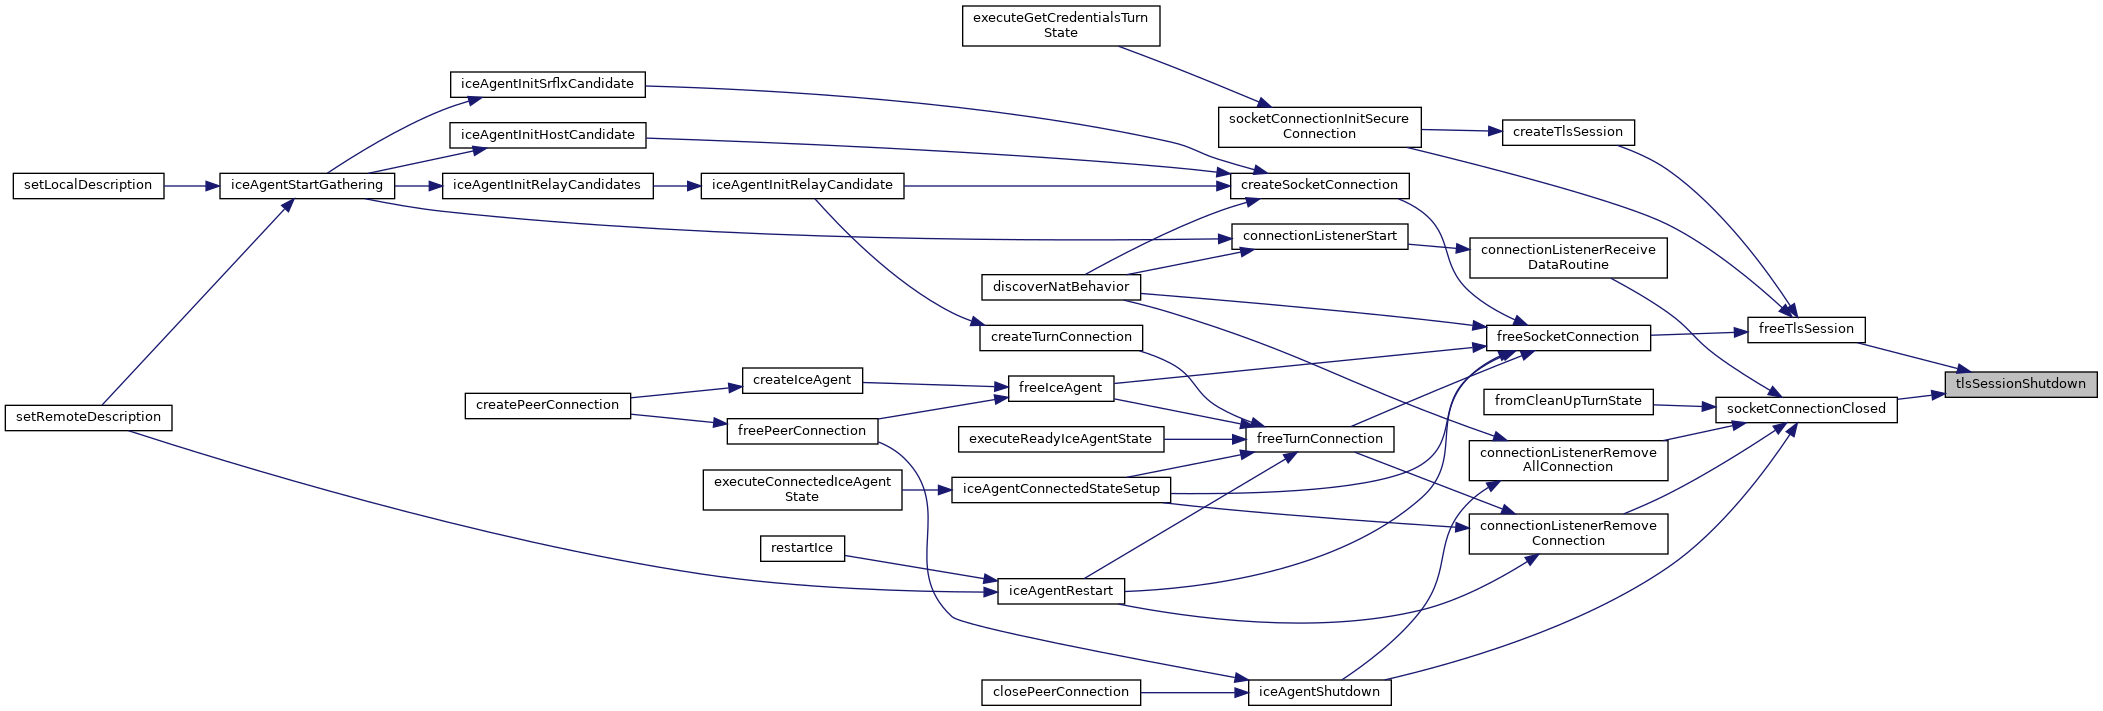 executeGetCredentialsTurn
State
iceAgentInitSrflxCandidate
socketConnectionInitSecure
Connection
createTlsSession
iceAgentInitHostCandidate
setLocalDescription
iceAgentStartGathering
iceAgentInitRelayCandidates
iceAgentInitRelayCandidate
createSocketConnection
connectionListenerStart
connectionListenerReceive
DataRoutine
discoverNatBehavior
createTurnConnection
freeSocketConnection
freeTlsSession
createIceAgent
freeIceAgent
tlsSessionShutdown
createPeerConnection
fromCleanUpTurnState
socketConnectionClosed
setRemoteDescription
freePeerConnection
executeReadyIceAgentState
freeTurnConnection
connectionListenerRemove
AllConnection
executeConnectedIceAgent
State
iceAgentConnectedStateSetup
connectionListenerRemove
Connection
restartIce
iceAgentRestart
closePeerConnection
iceAgentShutdown